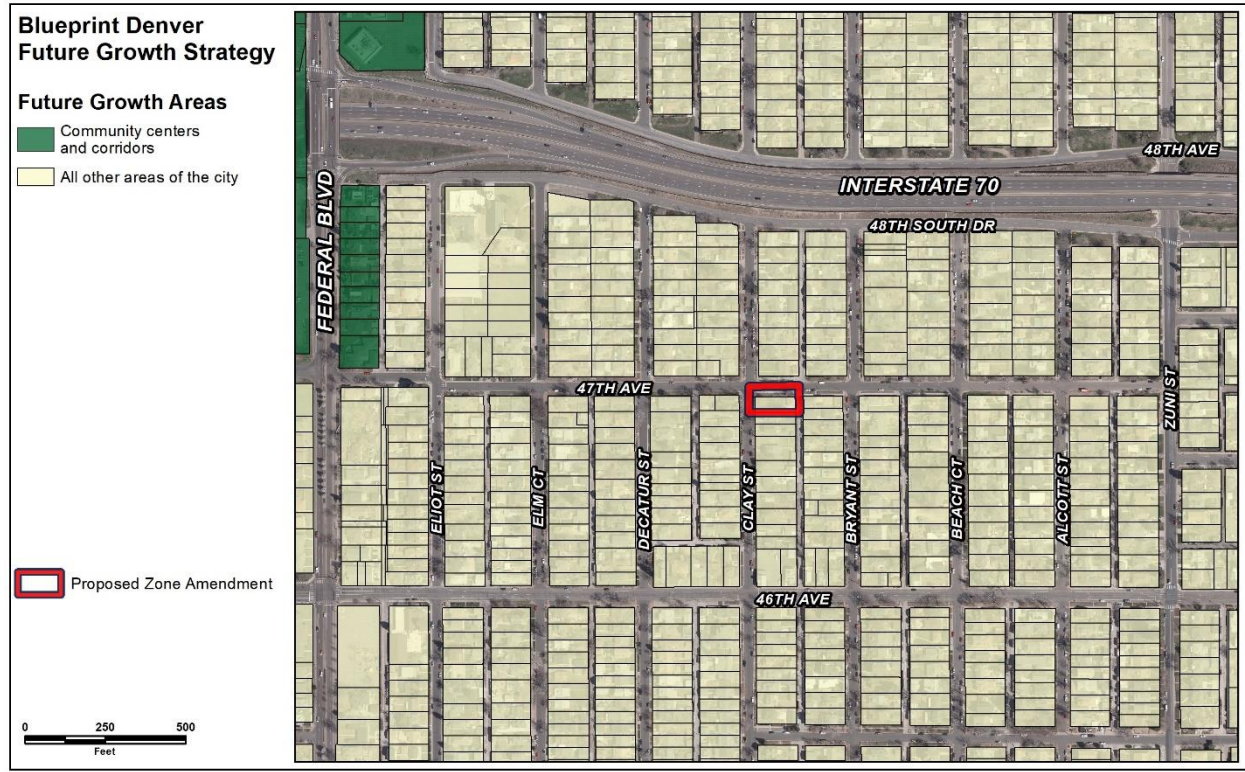 Blueprint Denver
Future Growth Strategy
Future Growth Areas
Community centers
and corridors
All other areas of the city
Proposed Zone Amendment
0 250 500
Feet
48TH AVE
INTERSTATE 70
48TH SOUTH DR
FEDERAL BLVD
47TH AVE
ZUNI ST
ELIOT ST
ELM CT
DECATUR ST
CLAY ST
BRYANT ST
BEACH CT
ALCOTT ST
46TH AVE